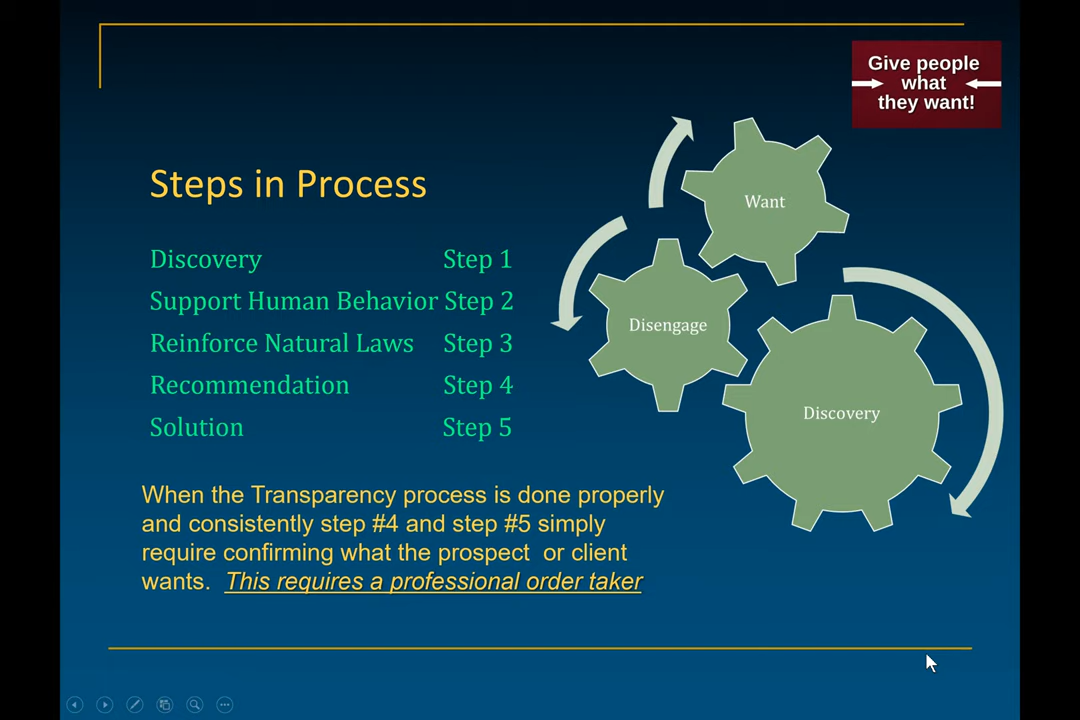 Give people
what
they want!
Steps in Process
Discovery Step 1
Support Human Behavior Step 2
Reinforce Natural Laws Step 3
Recommendation Step 4
Solution Step 5
Want
Disengage
Discovery
When the Transparency process is done properly
and consistently step #4 and step #5 simply
require confirming what the prospect or client
wants. This requires a professional order taker